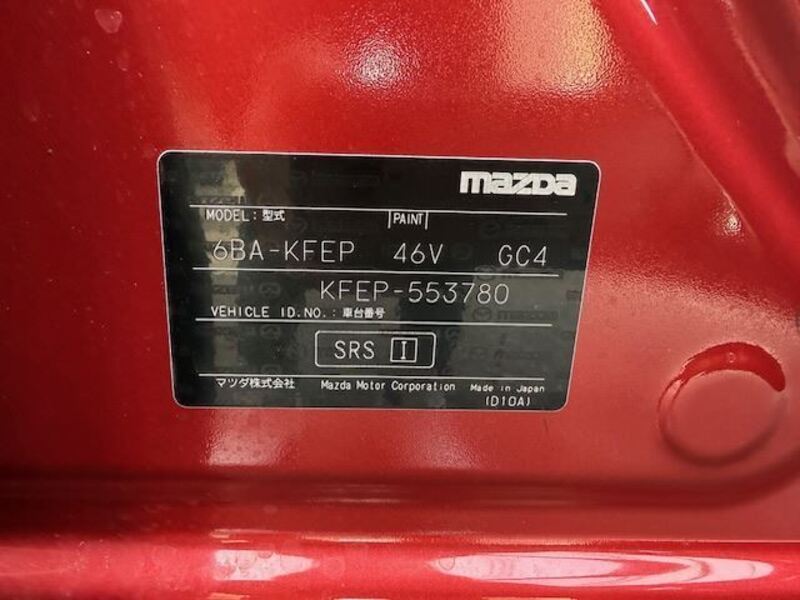 mazDa
MODEL: 型式 PAINT
6BA-KFEP 46V GC4
KFEP-553780
VEHICLE ID.NO.: 車台番号
SRS I
マツダ株式会社 Mazda Motor Corporation Made in Japan
(D10A)